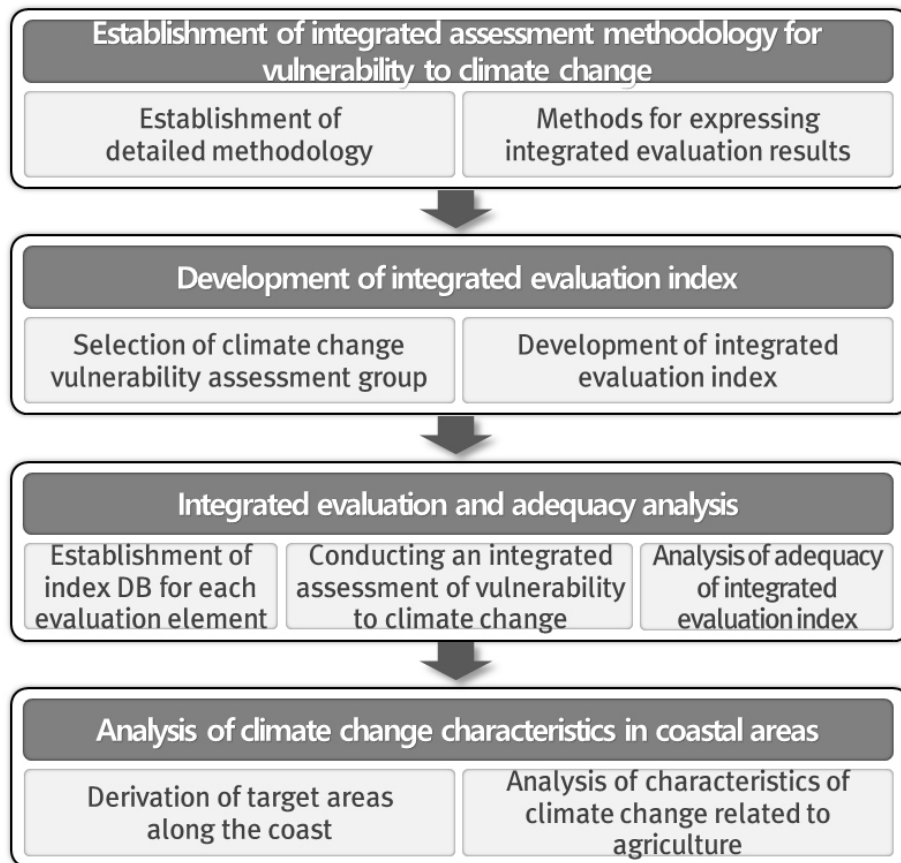 Establishment of integrated assessment methodology for
vulnerability to climate change
Establishment of
detailed methodology
Methods for expressing
integrated evaluation results
Development of integrated evaluation index
Selection of climate change
vulnerability assessment group
Development of integrated
evaluation index
Integrated evaluation and adequacy analysis
Establishment of
index DB for each
evaluation element
Conducting an integrated
assessment of vulnerability
to climate change
Analysis of adequacy
of integrated
evaluation index
Analysis of climate change characteristics in coastal areas
Derivation of target areas
along the coast
Analysis of characteristics of
climate change related to
agriculture